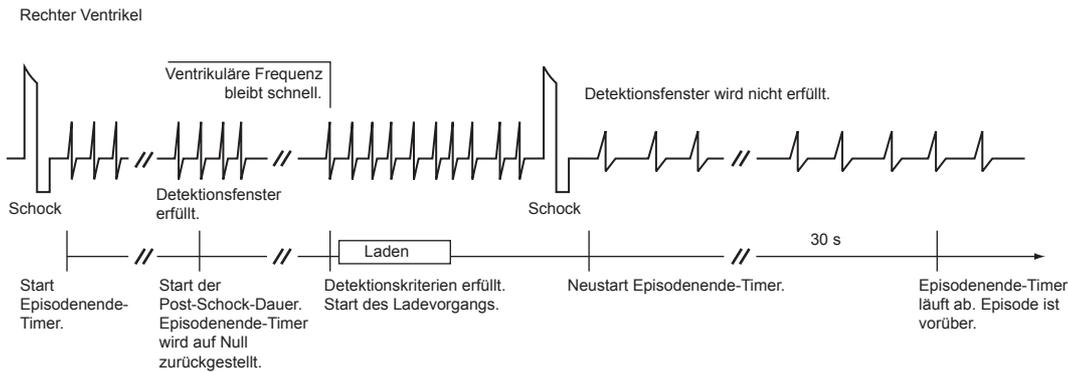 Rechter Ventrikel
Ventrikuläre Frequenz
bleibt schnell.
Detektionsfenster wird nicht erfüllt.
Schock
Detektionsfenster
erfüllt.
Schock
Laden
30 s
Start
Episodenende-
Timer.
Start der
Post-Schock-Dauer.
Episodenende-Timer
wird auf Null
zurückgestellt.
Detektionskriterien erfüllt.
Start des Ladevorgangs.
Neustart Episodenende-Timer.
Episodenende-Timer
läuft ab. Episode ist
vorüber.